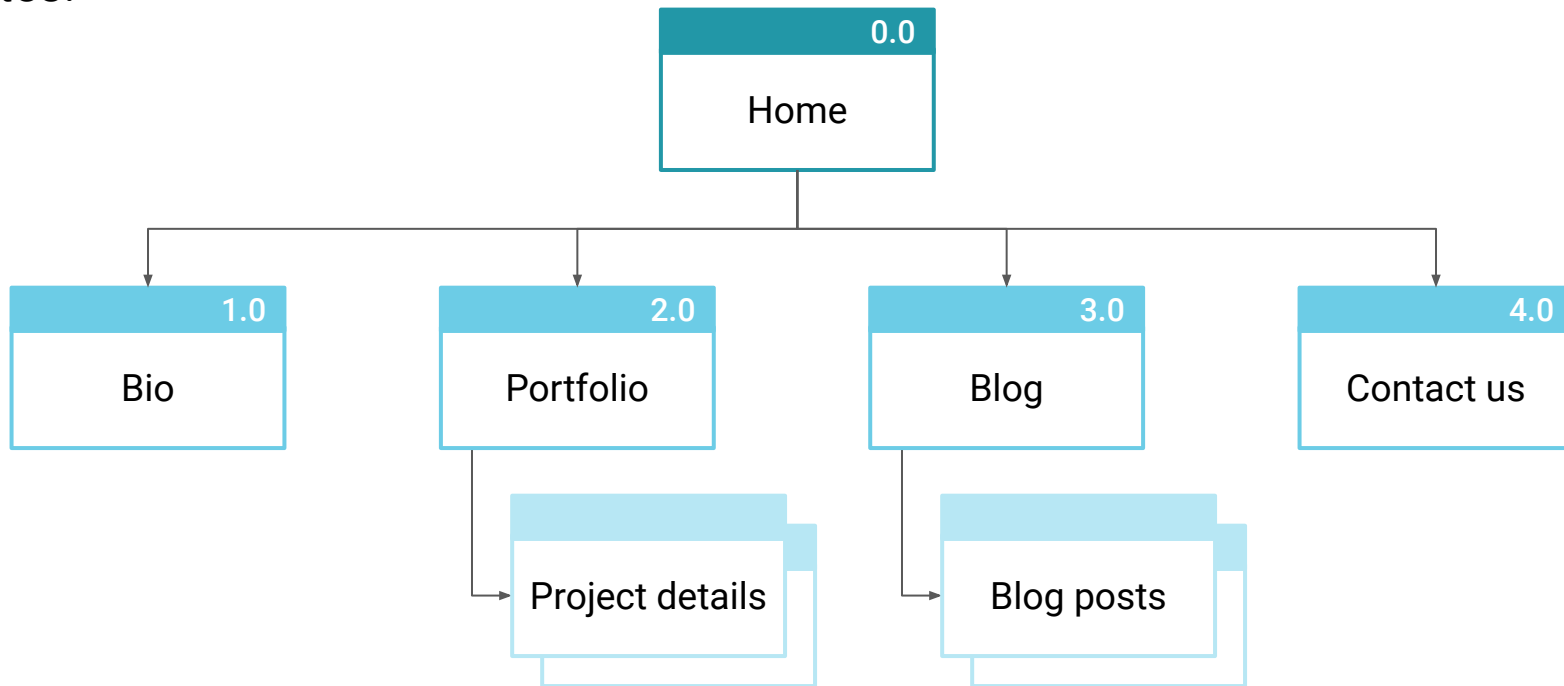 0.0
Home
1.0
2.0
3.0
4.0
Bio
Portfolio
Blog
Contact us
Project details
Blog posts